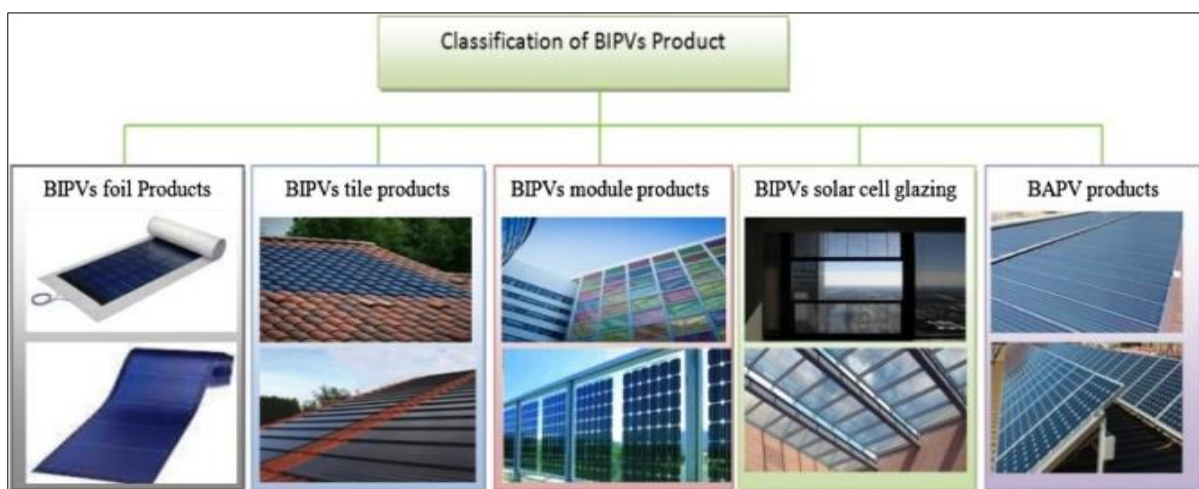 Classification of BIPVs Product
BIPVs foil Products
BIPVs tile products
BIPVs module products
BIPVs solar cell glazing
BAPV products